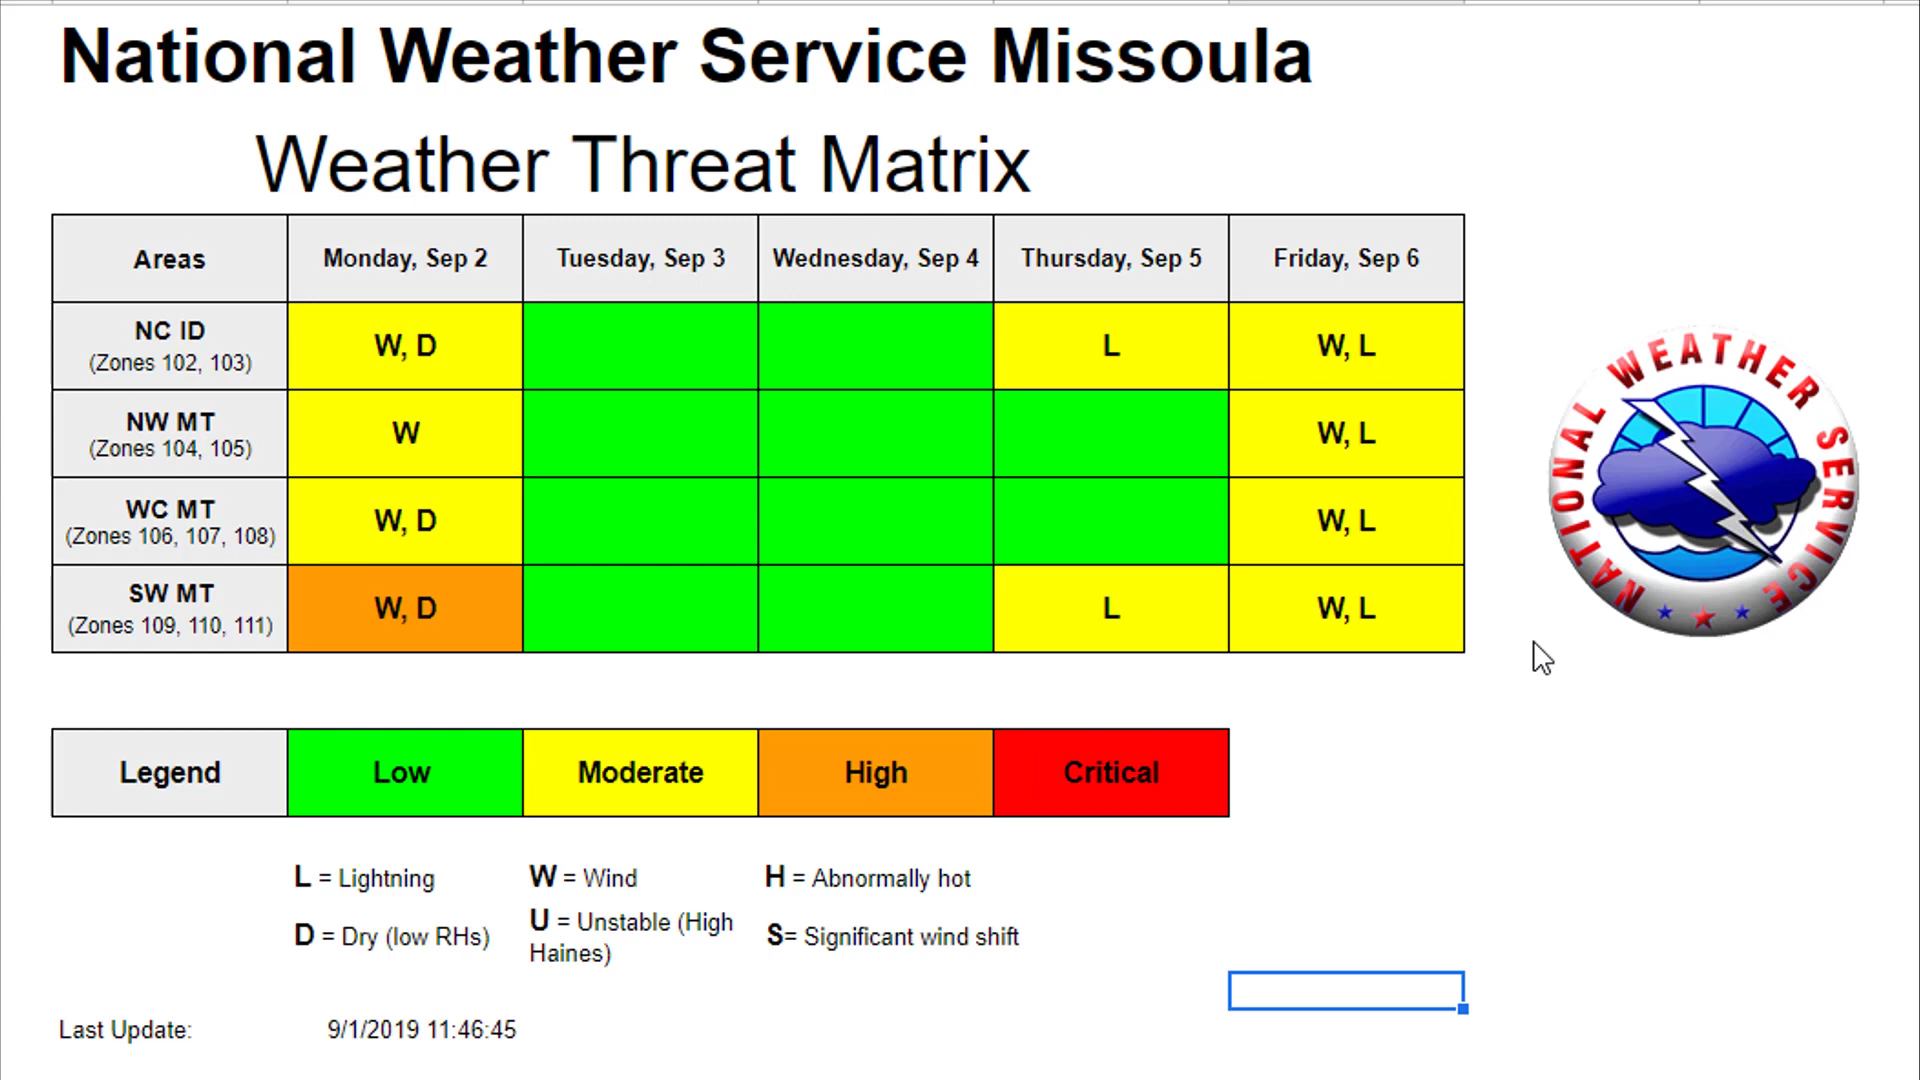 National Weather Service Missoula
Weather Threat Matrix
Areas Monday, Sep 2 Tuesday, Sep 3 Wednesday, Sep 4 Thursday, Sep 5 Friday, Sep 6
NC ID
(Zones 102, 103)
W, D L W, L
NW MT
(Zones 104, 105)
W W, L
WC MT
(Zones 106, 107, 108)
W, D W, L
SW MT
(Zones 109, 110, 111)
W, D L W, L
NATIONAL WEATHER SERVICE
Legend Low Moderate High Critical
L = Lightning W = Wind H = Abnormally hot
D = Dry (low RHs) U = Unstable (High
Haines)
S= Significant wind shift
Last Update: 9/1/2019 11:46:45